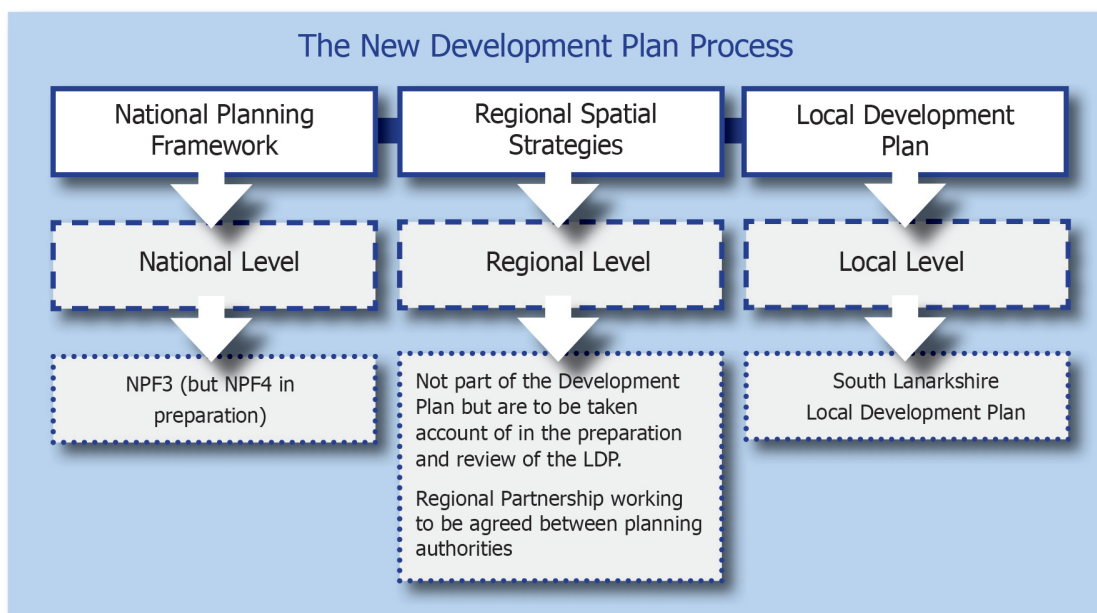 The New Development Plan Process
National Planning
Framework
Regional Spatial
Strategies
Local Development
Plan
National Level
Regional Level
Local Level
NPF3 (but NPF4 in
preparation)
Not part of the Development
Plan but are to be taken
account of in the preparation
and review of the LDP.
Regional Partnership working
to be agreed between planning
authorities
South Lanarkshire
Local Development Plan